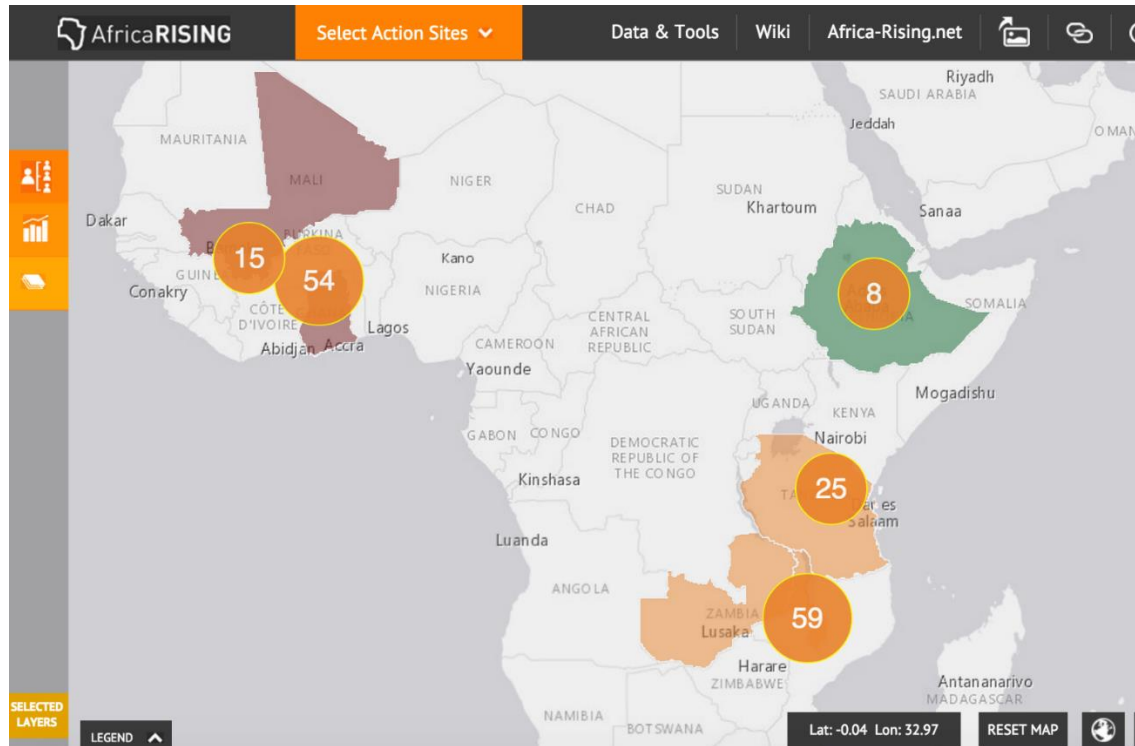 AfricaRISING
Select Action Sites
Data & Tools
Wiki
Africa-Rising.net
Riyadh
SAUDI ARABIA
Jeddah
OMAN
MAURITANIA
MALI
NIGER
CHAD
SUDAN
Khartoum
Sanaa
Dakar
BURKINA
15
54
Kano
NIGERIA
Conakry
CÔTE
D'IVOIRE
Lagos
Abidjan
Accra
8
SOMALIA
CENTRAL
AFRICAN
REPUBLIC
SOUTH
SUDAN
CAMEROON
Yaounde
Mogadishu
UGANDA
KENYA
Nairobi
GABON
CONGO
DEMOCRATIC
REPUBLIC OF
THE CONGO
Kinshasa
25
Salaam
Luanda
ANGOLA
59
ZAMBIA
Lusaka
Harare
ZIMBABWE
Antananarivo
MADAGASCAR
NAMIBIA
BOTSWANA
SELECTED
LAYERS
LEGEND
Lat: -0.04 Lon: 32.97
RESET MAP